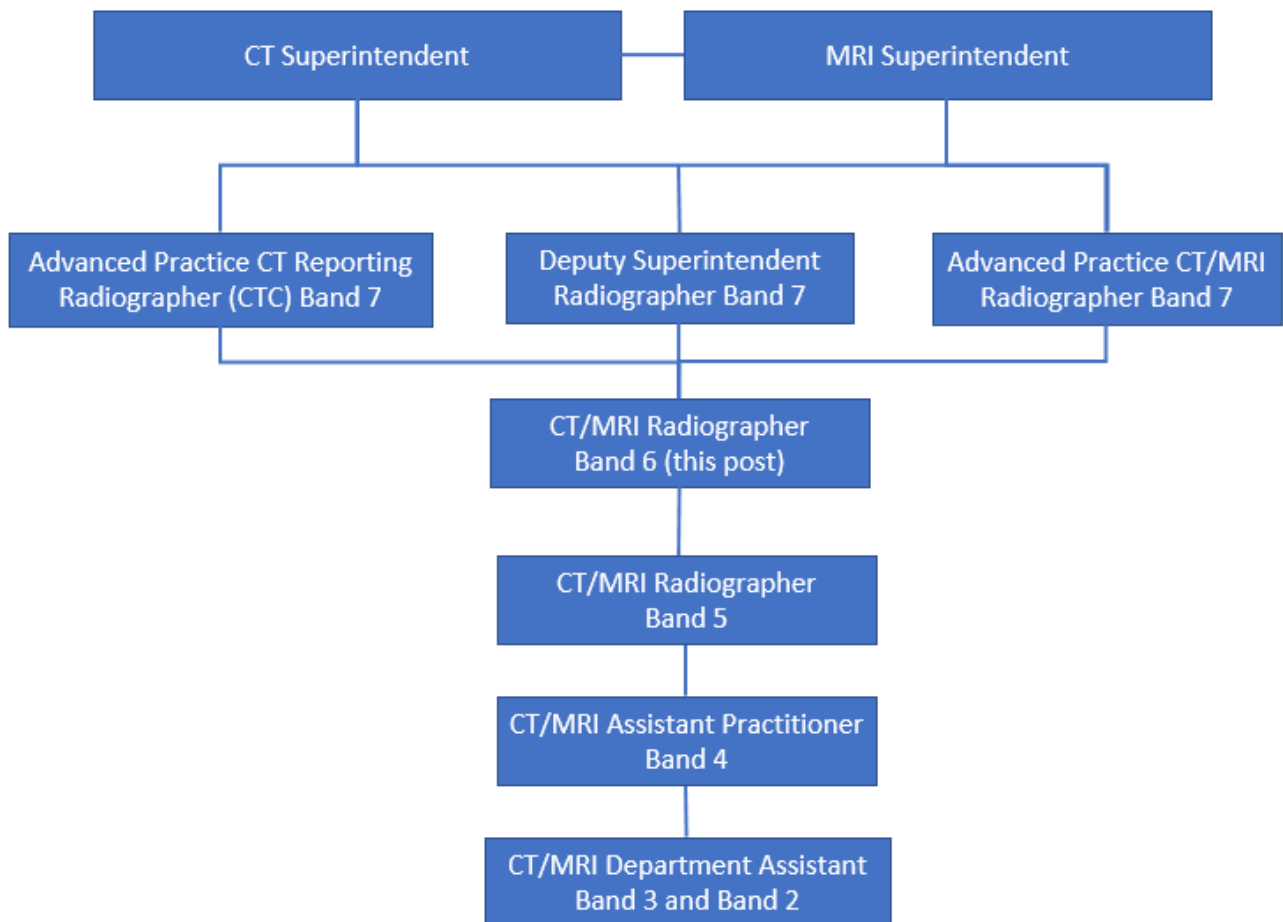 CT Superintendent
MRI Superintendent
Advanced Practice CT Reporting
Radiographer (CTC) Band 7
Deputy Superintendent
Radiographer Band 7
Advanced Practice CT/MRI
Radiographer Band 7
CT/MRI Radiographer
Band 6 (this post)
CT/MRI Radiographer
Band 5
CT/MRI Assistant Practitioner
Band 4
CT/MRI Department Assistant
Band 3 and Band 2